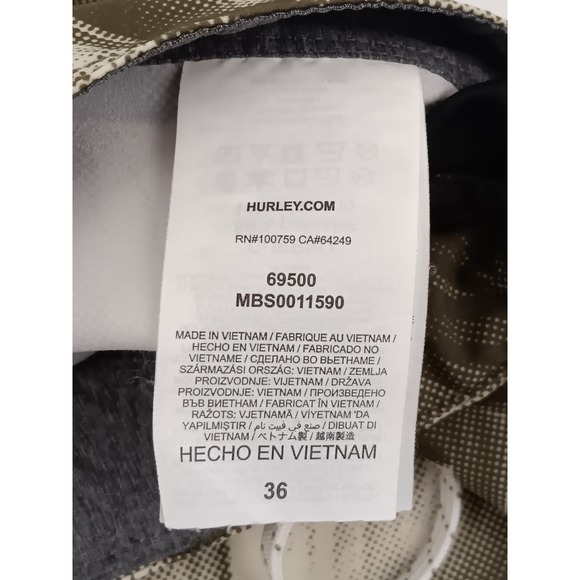 HURLEY.COM
RN#100759 CA#64249
69500
MBS0011590
MADE IN VIETNAM / FABRIQUE AU VIETNAM /
HECHO EN VIETNAM / FABRICADO NO
VIETNAME / СДЕЛАНО ВО ВЬЕТНАМЕ /
SZÁRMAZÁSI ORSZÁG: VIETNAM / ZEMLJA
PROIZVODNJE: VIJETNAM / DRŽAVA
PROIZVODNJE: VIETNAM / ПРОИЗВЕДЕНО
ВЪВ ВИЕТНАМ / FABRICAT ÎN VIETNAM /
RAŽOTS: VJETNAMĀ / VİYETNAM 'DA
YAPILMIŞTIR / صنع في فييت نام / DIBUAT DI
VIETNAM / ベトナム製 / 越南製造
HECHO EN VIETNAM
36